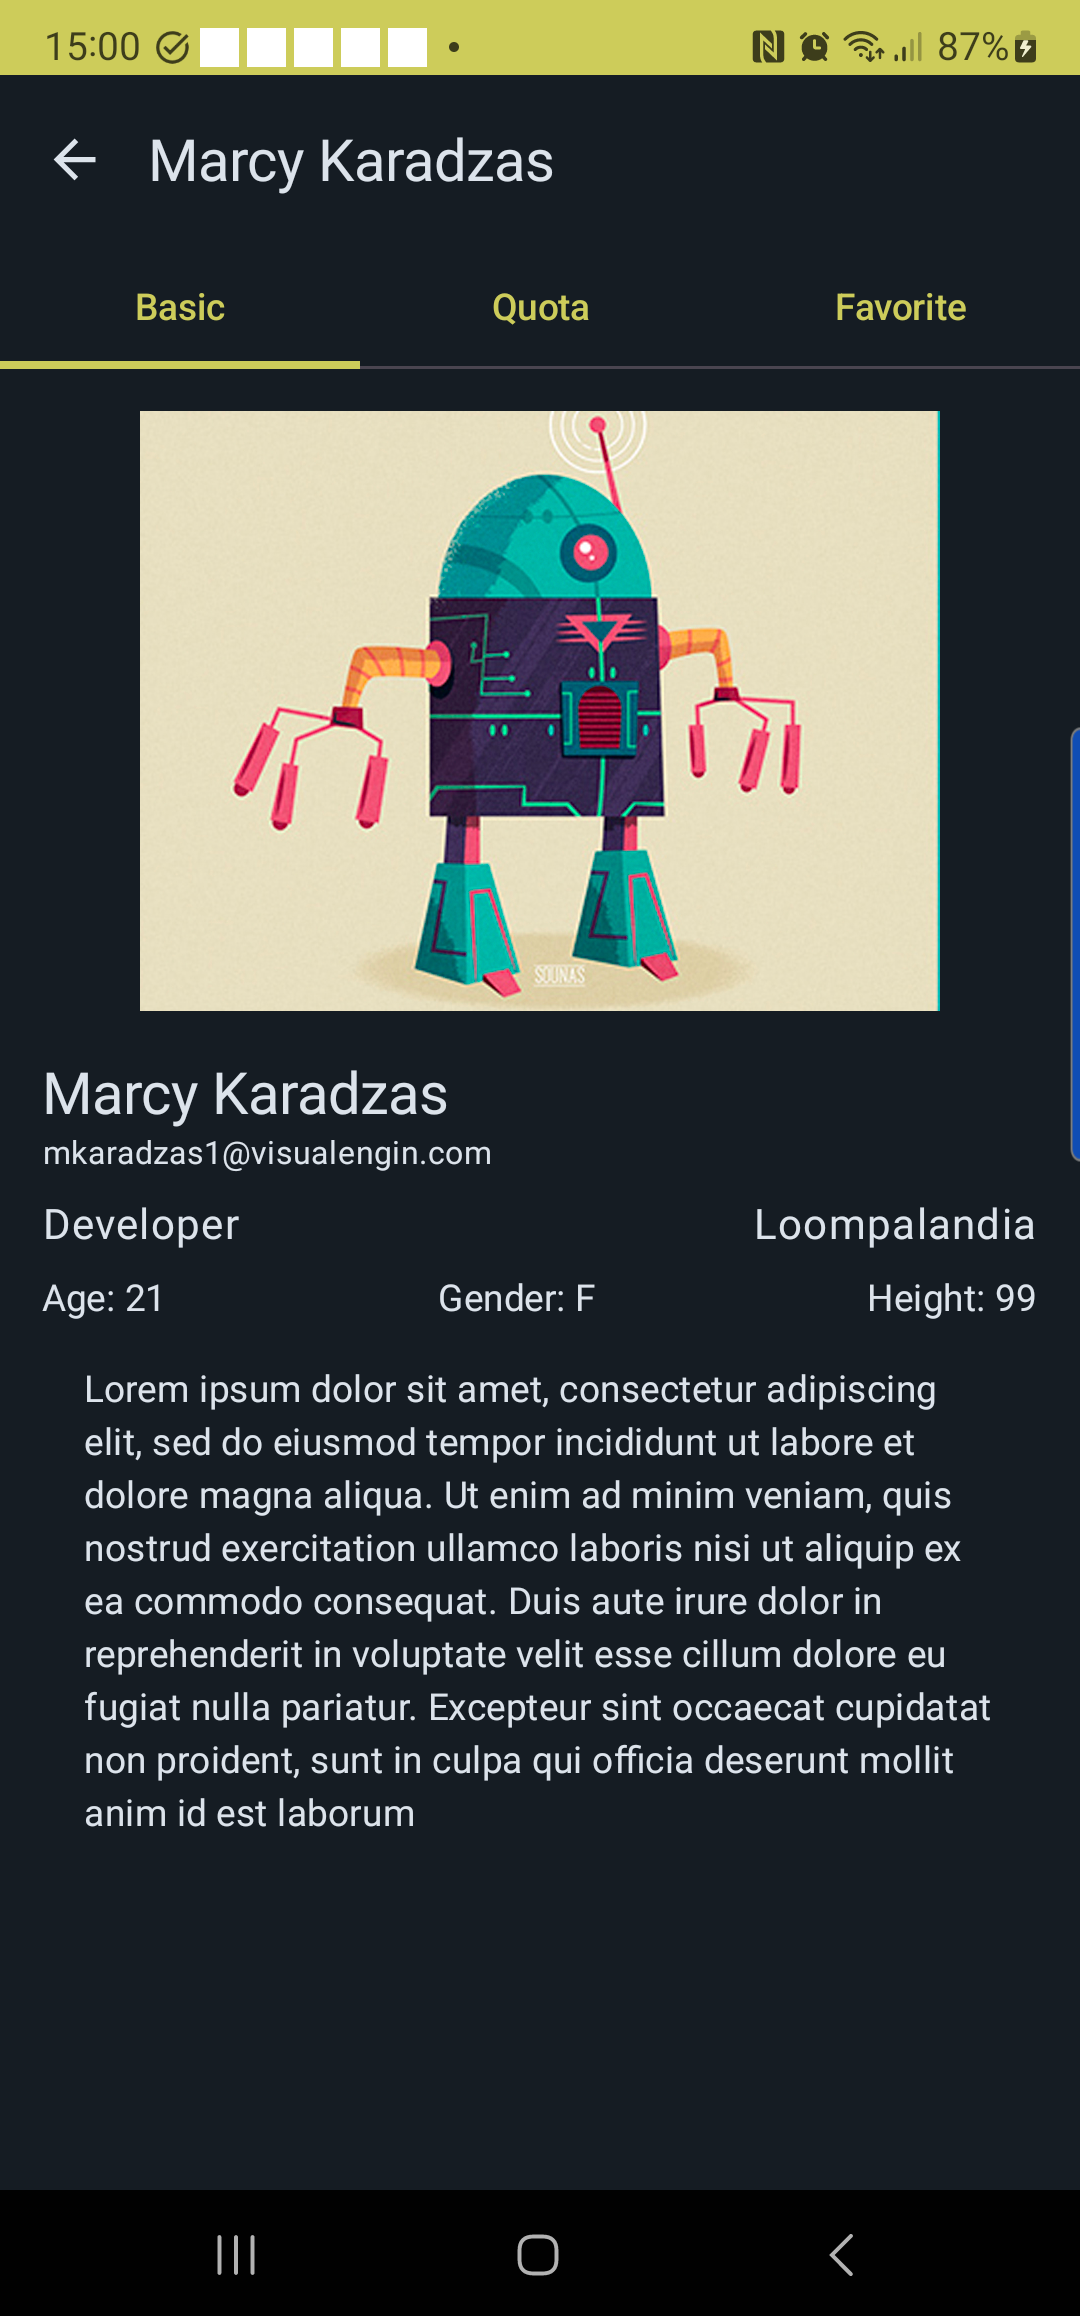 15:00 87%
Marcy Karadzas
Basic Quota Favorite
SOUNAS
Marcy Karadzas
mkaradzas1@visualengin.com
Developer Loompalandia
Age: 21 Gender: F Height: 99
Lorem ipsum dolor sit amet, consectetur adipiscing
elit, sed do eiusmod tempor incididunt ut labore et
dolore magna aliqua. Ut enim ad minim veniam, quis
nostrud exercitation ullamco laboris nisi ut aliquip ex
ea commodo consequat. Duis aute irure dolor in
reprehenderit in voluptate velit esse cillum dolore eu
fugiat nulla pariatur. Excepteur sint occaecat cupidatat
non proident, sunt in culpa qui officia deserunt mollit
anim id est laborum